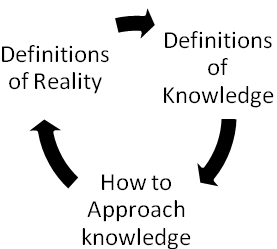 Definitions
of Reality
Definitions
of
Knowledge
How to
Approach
knowledge